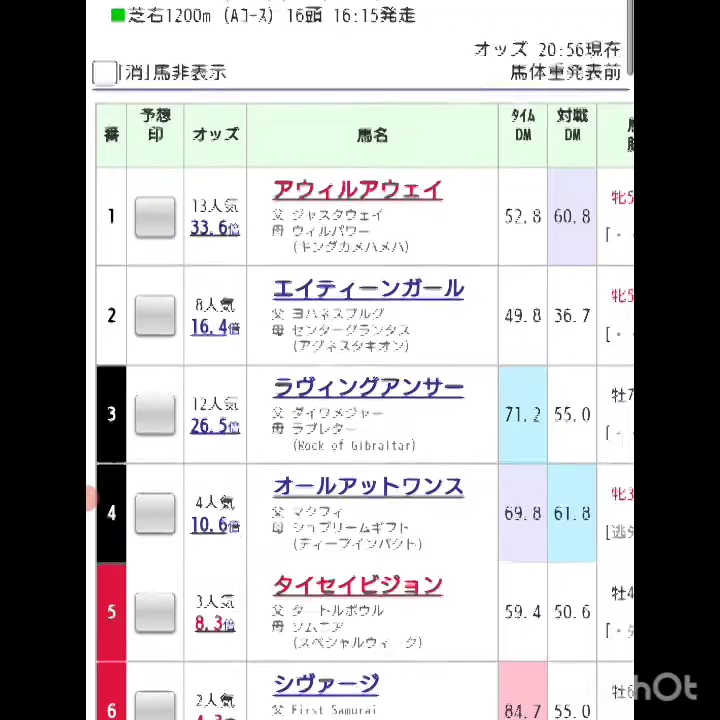 芝右1200m (Aコース) 16頭 16:15発走
オッズ 20:56現在
「消」馬非表示 馬体重発表前
番 予想印 オッズ 馬名 タイムDM 対戦DM
1 13人気 33.6倍 アウィルアウェイ 52.8 60.8 牝5
父 ジャスタウェイ
母 ウィルパワー
(キングカメハメハ)
2 8人気 16.4倍 エイティーンガール 49.8 36.7 牝5
父 ヨハネスブルグ
母 センターグランタス
(アグネスタキオン)
3 12人気 26.5倍 ラヴィングアンサー 71.2 55.0 牡7
父 ダイワメジャー
母 ラブレター
(Rock of Gibraltar)
4 4人気 10.6倍 オールアットワンス 69.8 61.8 牝3
父 マクフィ
母 シュプリームギフト
(ディープインパクト)
5 3人気 8.3倍 タイセイビジョン 59.4 50.6 牡4
父 タートルボウル
母 ソムニア
(スペシャルウィーク)
6 2人気 シヴァージ 84.7 55.0
父 First Samurai
hOt